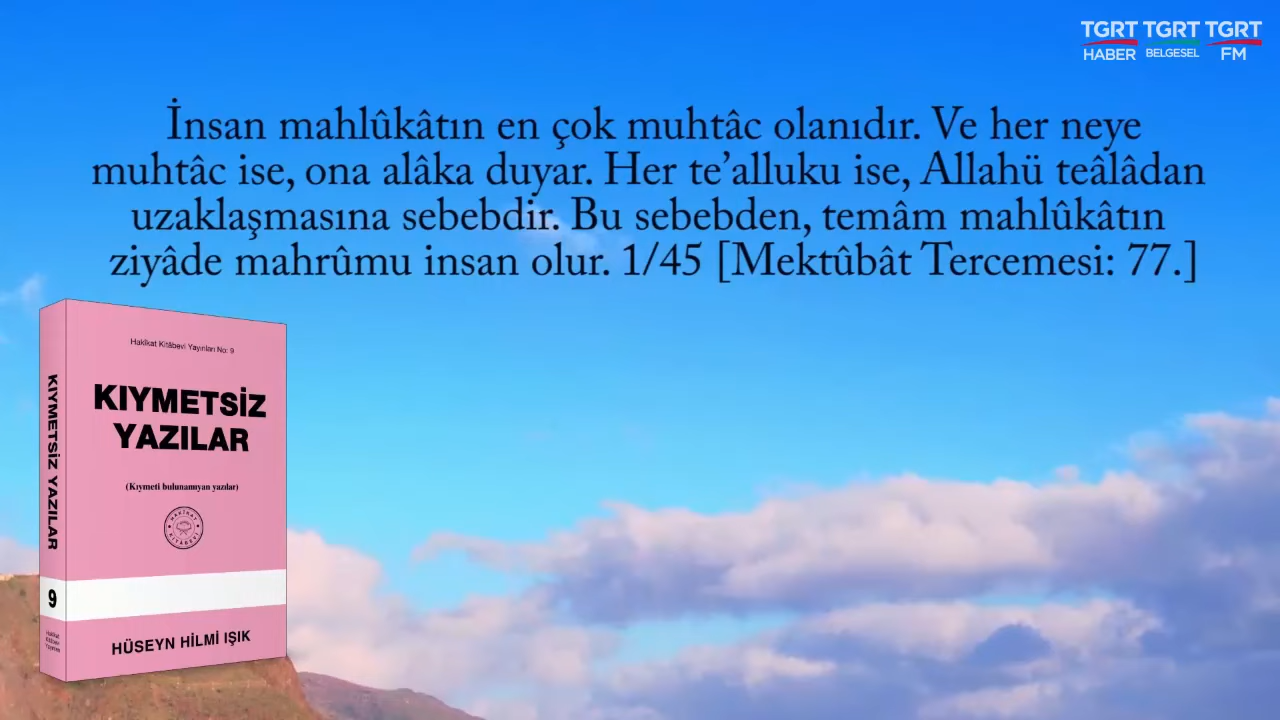 TGRT TGRT TGRT
HABER BELGESEL FM
İnsan mahlûkâtın en çok muhtâc olanıdır. Ve her neye
muhtâc ise, ona alâka duyar. Her te’alluku ise, Allahü teâlâdan
uzaklaşmasına sebebdir. Bu sebebden, temâm mahlûkâtın
ziyâde mahrûmu insan olur. 1/45 [Mektûbât Tercemesi: 77.]
Hakîkat Kitâbevi Yayınları No: 9
KIYMETSİZ
YAZILAR
(Kıymeti bulunamıyan yazılar)
HAKÎKAT KİTÂBEVİ
HÜSEYN HİLMİ IŞIK
KIYMETSİZ YAZILAR
9